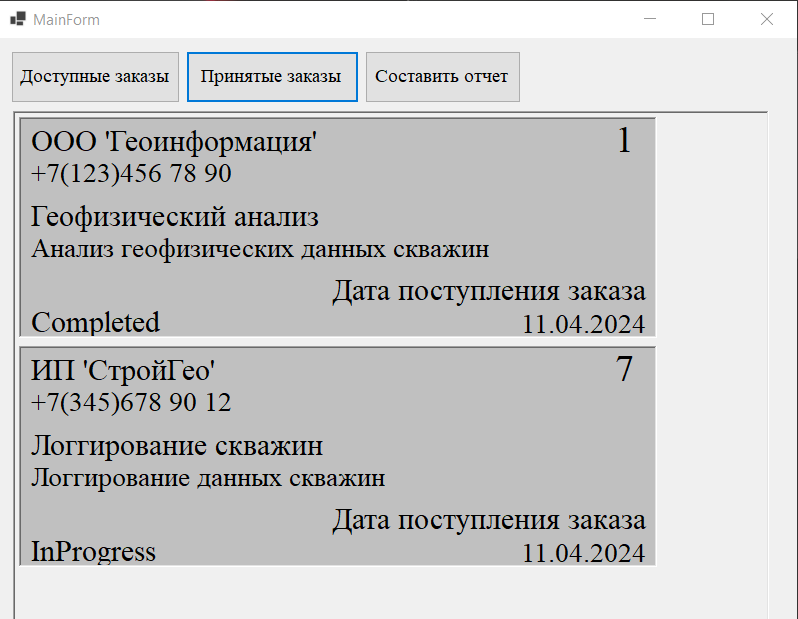 MainForm
Доступные заказы Принятые заказы Составить отчет
ООО 'Геоинформация' 1
+7(123)456 78 90
Геофизический анализ
Анализ геофизических данных скважин
Дата поступления заказа
Completed 11.04.2024
ИП 'СтройГео' 7
+7(345)678 90 12
Логгирование скважин
Логгирование данных скважин
Дата поступления заказа
InProgress 11.04.2024